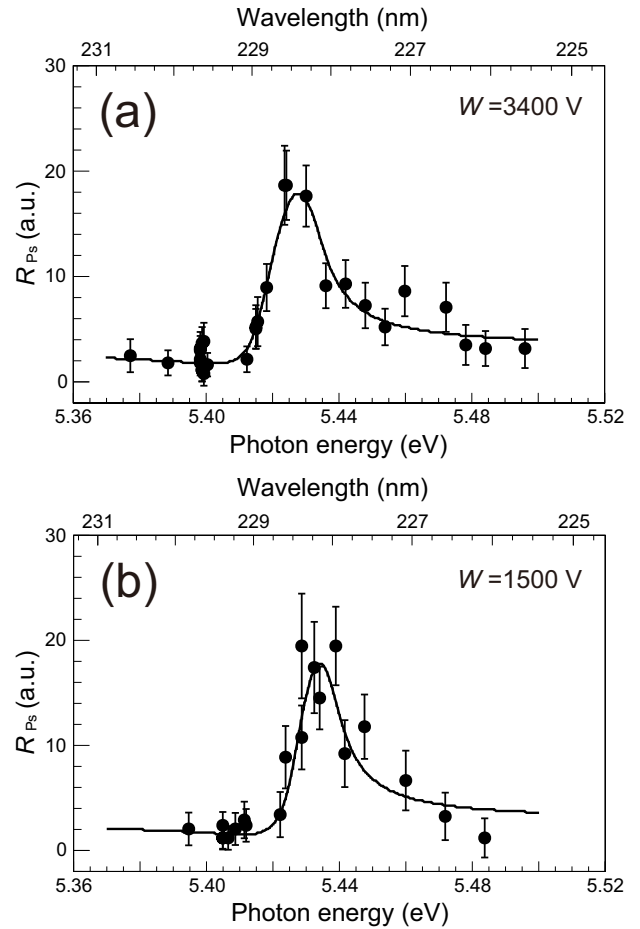 Wavelength (nm)
231 229 227 225
30
(a)
W =3400 V
20
R Ps (a.u.)
10
0
5.36 5.40 5.44 5.48 5.52
Photon energy (eV)
Wavelength (nm)
231 229 227 225
30
(b)
W =1500 V
20
R Ps (a.u.)
10
0
5.36 5.40 5.44 5.48 5.52
Photon energy (eV)